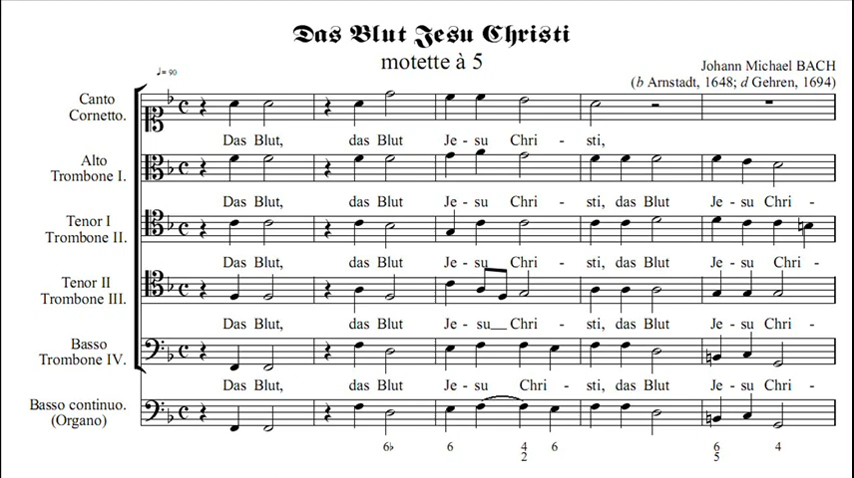 Das Blut Jesu Christi
motette à 5
♩= 90
Johann Michael BACH
(b Arnstadt, 1648; d Gehren, 1694)
Canto
Cornetto.
Das Blut, das Blut Je - su Chri - sti,
Alto
Trombone I.
Das Blut, das Blut Je - su Chri - sti, das Blut Je - su Chri -
Tenor I
Trombone II.
Das Blut, das Blut Je - su Chri - sti, das Blut Je - su Chri -
Tenor II
Trombone III.
Das Blut, das Blut Je - su__ Chri - sti, das Blut Je - su Chri -
Basso
Trombone IV.
Das Blut, das Blut Je - su Chri - sti, das Blut Je - su Chri -
Basso continuo.
(Organo)
6♭ 6 4 6 6 4
2 5